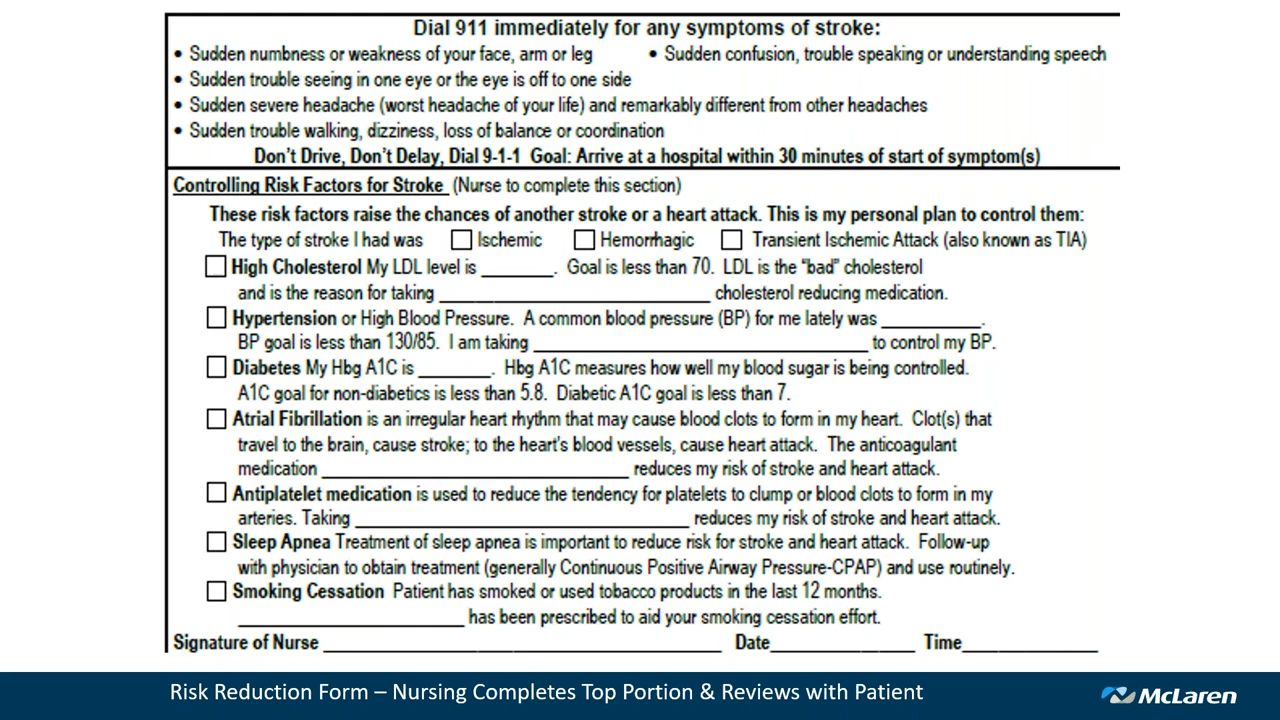 Dial 911 immediately for any symptoms of stroke:
• Sudden numbness or weakness of your face, arm or leg • Sudden confusion, trouble speaking or understanding speech
• Sudden trouble seeing in one eye or the eye is off to one side
• Sudden severe headache (worst headache of your life) and remarkably different from other headaches
• Sudden trouble walking, dizziness, loss of balance or coordination
Don't Drive, Don't Delay, Dial 9-1-1 Goal: Arrive at a hospital within 30 minutes of start of symptom(s)
Controlling Risk Factors for Stroke (Nurse to complete this section)
These risk factors raise the chances of another stroke or a heart attack. This is my personal plan to control them:
The type of stroke I had was ☐ Ischemic ☐ Hemorrhagic ☐ Transient Ischemic Attack (also known as TIA)
☐ High Cholesterol My LDL level is _______. Goal is less than 70. LDL is the "bad" cholesterol
and is the reason for taking __________________________ cholesterol reducing medication.
☐ Hypertension or High Blood Pressure. A common blood pressure (BP) for me lately was __________.
BP goal is less than 130/85. I am taking ________________________________ to control my BP.
☐ Diabetes My Hbg A1C is _______. Hbg A1C measures how well my blood sugar is being controlled.
A1C goal for non-diabetics is less than 5.8. Diabetic A1C goal is less than 7.
☐ Atrial Fibrillation is an irregular heart rhythm that may cause blood clots to form in my heart. Clot(s) that
travel to the brain, cause stroke; to the heart's blood vessels, cause heart attack. The anticoagulant
medication ______________________________ reduces my risk of stroke and heart attack.
☐ Antiplatelet medication is used to reduce the tendency for platelets to clump or blood clots to form in my
arteries. Taking ________________________________ reduces my risk of stroke and heart attack.
☐ Sleep Apnea Treatment of sleep apnea is important to reduce risk for stroke and heart attack. Follow-up
with physician to obtain treatment (generally Continuous Positive Airway Pressure-CPAP) and use routinely.
☐ Smoking Cessation Patient has smoked or used tobacco products in the last 12 months.
______________________ has been prescribed to aid your smoking cessation effort.
Signature of Nurse ______________________________________ Date______________ Time_____________
Risk Reduction Form – Nursing Completes Top Portion & Reviews with Patient
McLaren